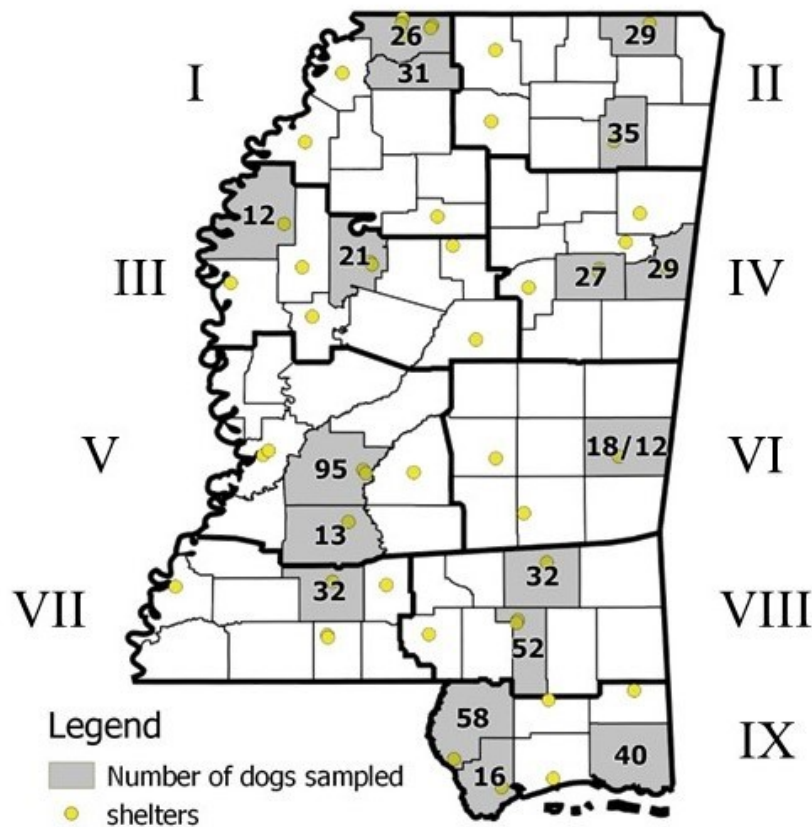 26
29
I
31
II
35
12
21
III
27
29
IV
V
95
18/12
VI
13
VII
32
32
VIII
52
58
Legend
IX
40
Number of dogs sampled
16
shelters